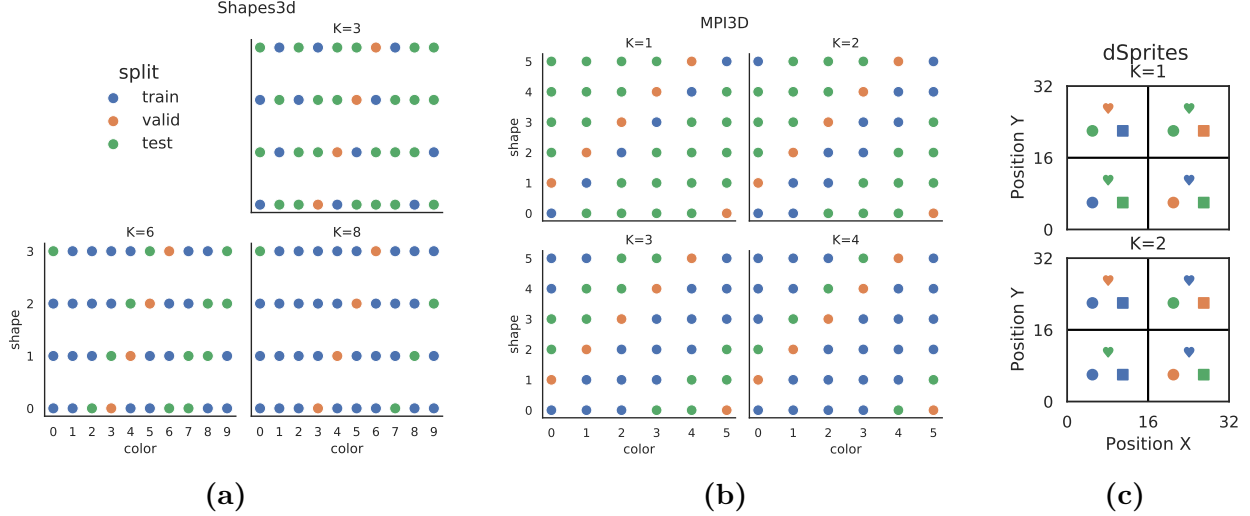 Shapes3d
K=3
split
train
valid
test
K=6
K=8
shape
3
2
1
0
0 1 2 3 4 5 6 7 8 9
0 1 2 3 4 5 6 7 8 9
color
color
(a)
MPI3D
K=1
K=2
shape
5
4
3
2
1
0
K=3
K=4
shape
5
4
3
2
1
0
0 1 2 3 4 5
0 1 2 3 4 5
color
color
(b)
dSprites
K=1
Position Y
32
16
0
K=2
Position Y
32
16
0
0 16 32
Position X
(c)